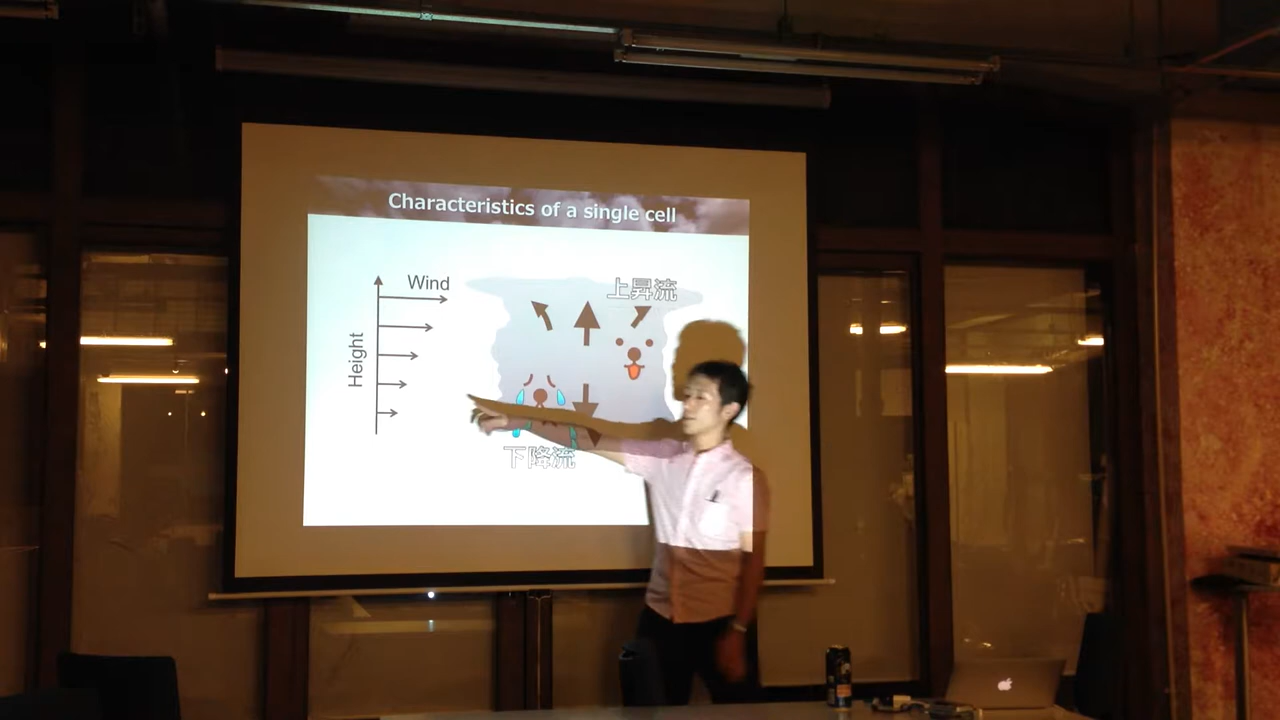 Characteristics of a single cell
Wind
上昇流
Height
下降流